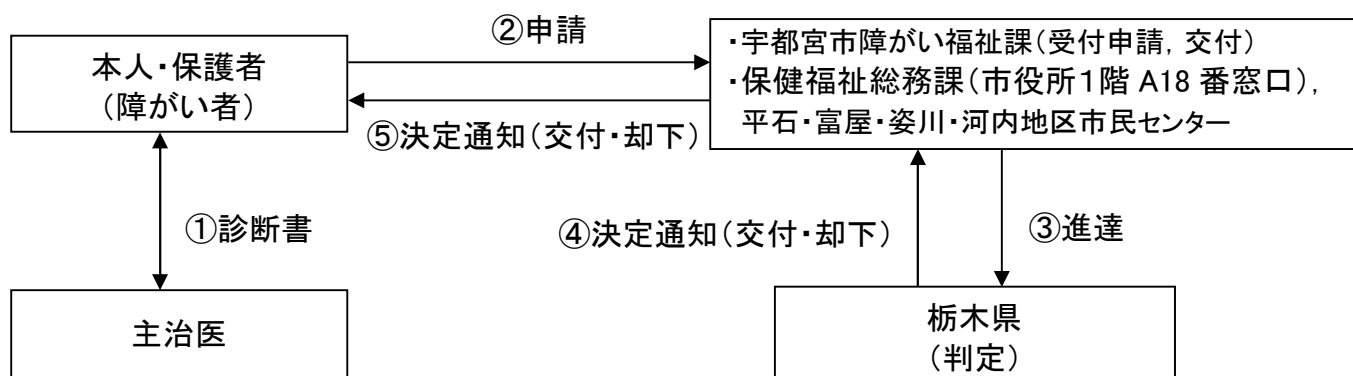 ②申請
本人・保護者
(障がい者)
・宇都宮市障がい福祉課(受付申請, 交付)
・保健福祉総務課(市役所1階 A18 番窓口),
平石・富屋・姿川・河内地区市民センター
⑤決定通知(交付・却下)
①診断書
④決定通知(交付・却下)
③進達
主治医
栃木県
(判定)